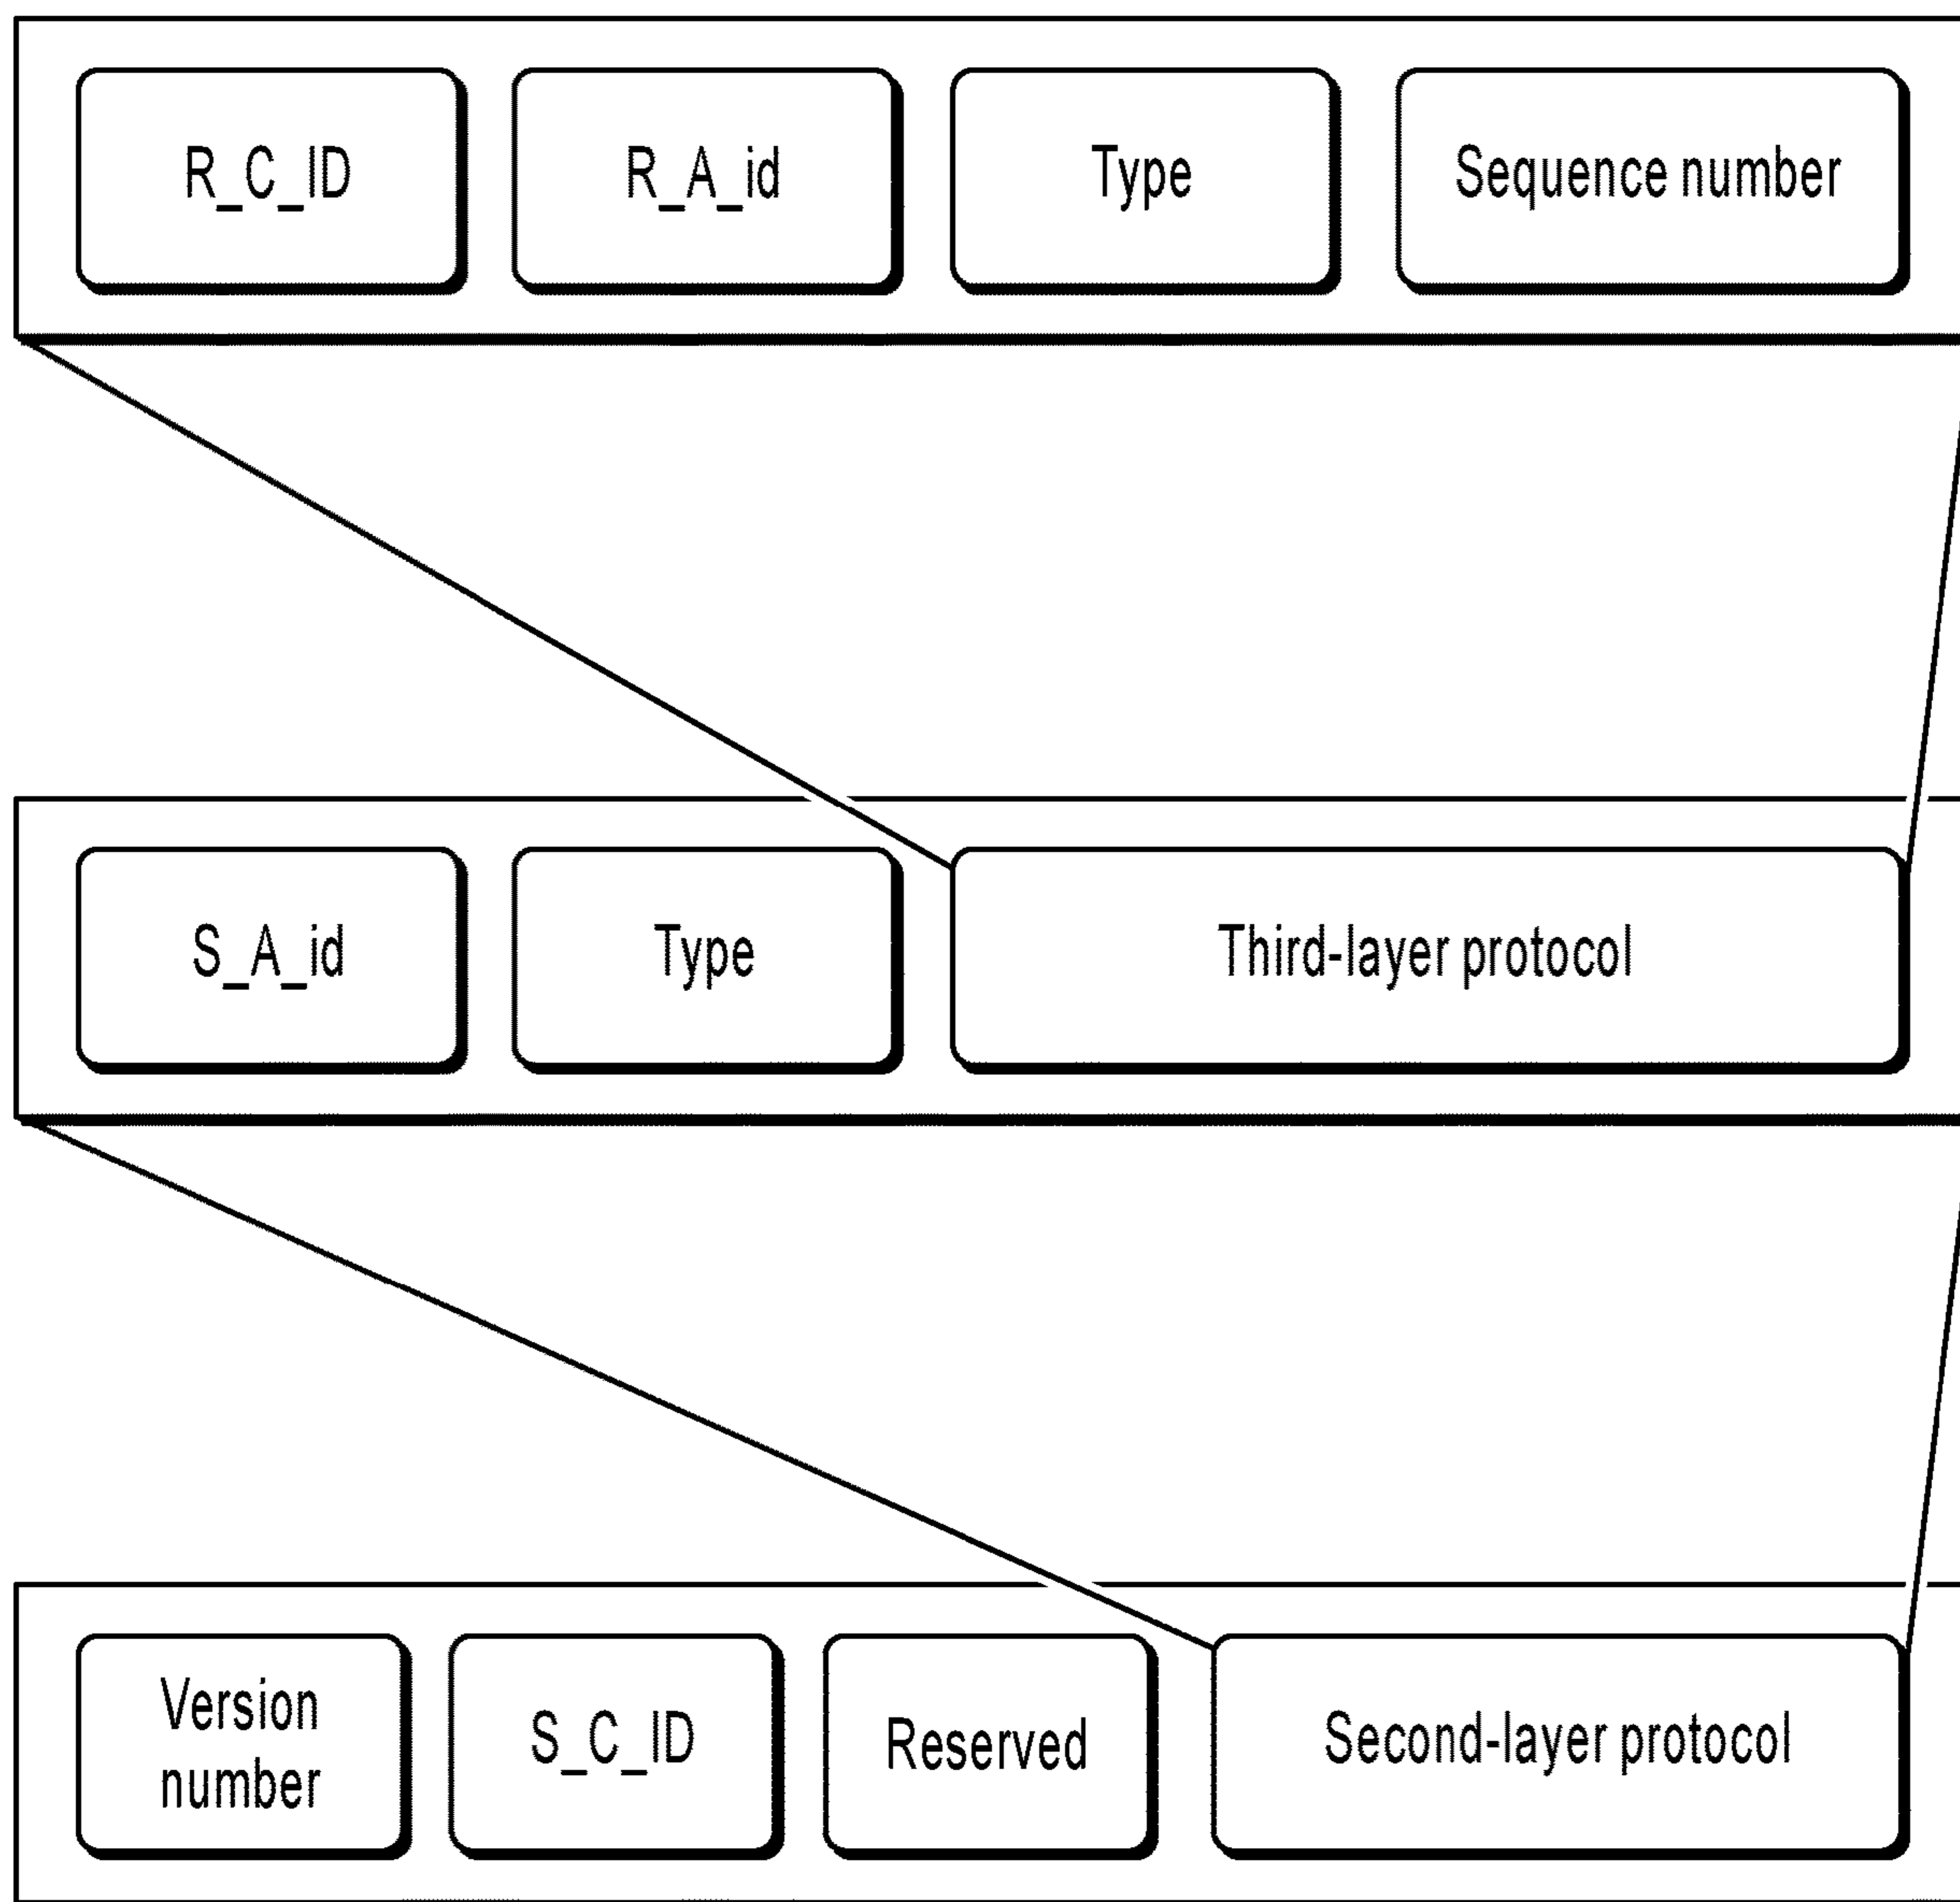 R_C_ID
R_A_id
Type
Sequence number
S_A_id
Type
Third-layer protocol
Version
number
S_C_ID
Reserved
Second-layer protocol